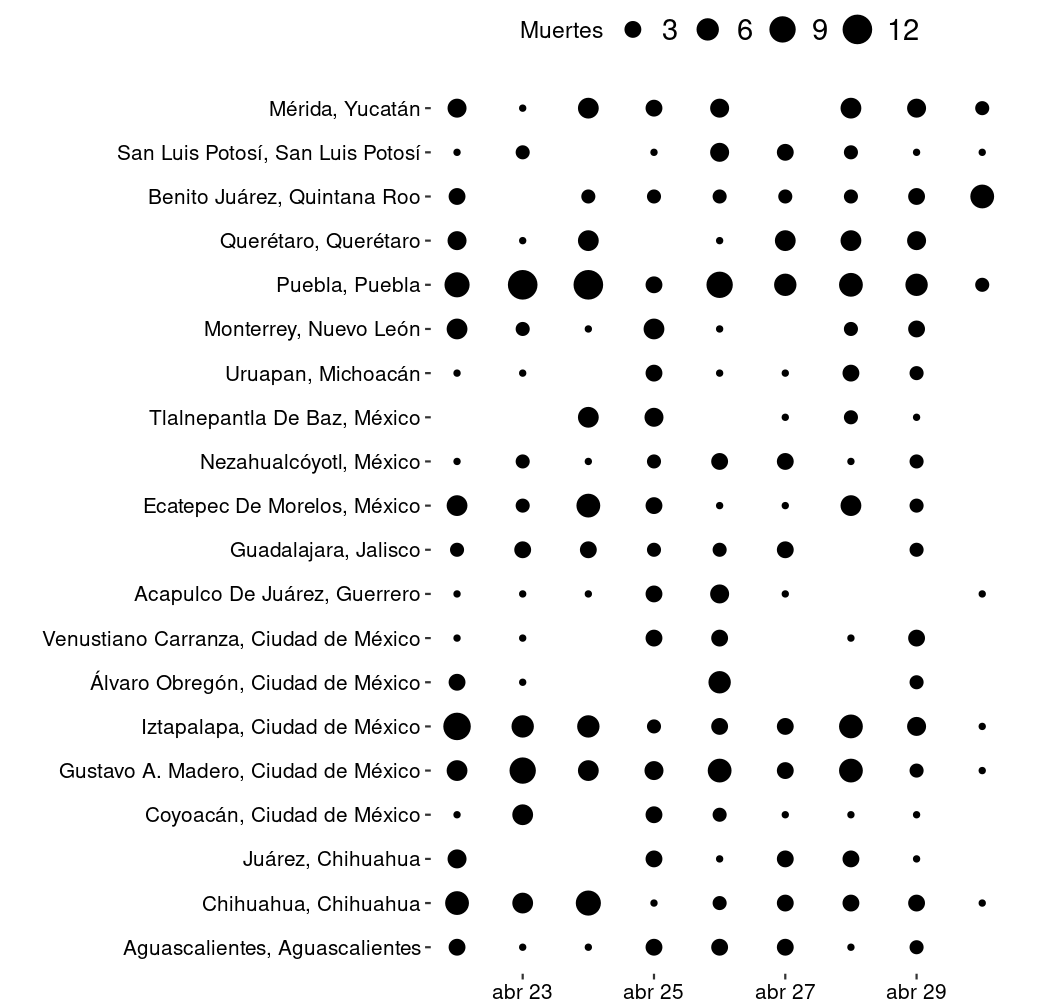 Muertes 3 6 9 12
Mérida, Yucatán
San Luis Potosí, San Luis Potosí
Benito Juárez, Quintana Roo
Querétaro, Querétaro
Puebla, Puebla
Monterrey, Nuevo León
Uruapan, Michoacán
Tlalnepantla De Baz, México
Nezahualcóyotl, México
Ecatepec De Morelos, México
Guadalajara, Jalisco
Acapulco De Juárez, Guerrero
Venustiano Carranza, Ciudad de México
Álvaro Obregón, Ciudad de México
Iztapalapa, Ciudad de México
Gustavo A. Madero, Ciudad de México
Coyoacán, Ciudad de México
Juárez, Chihuahua
Chihuahua, Chihuahua
Aguascalientes, Aguascalientes
abr 23 abr 25 abr 27 abr 29